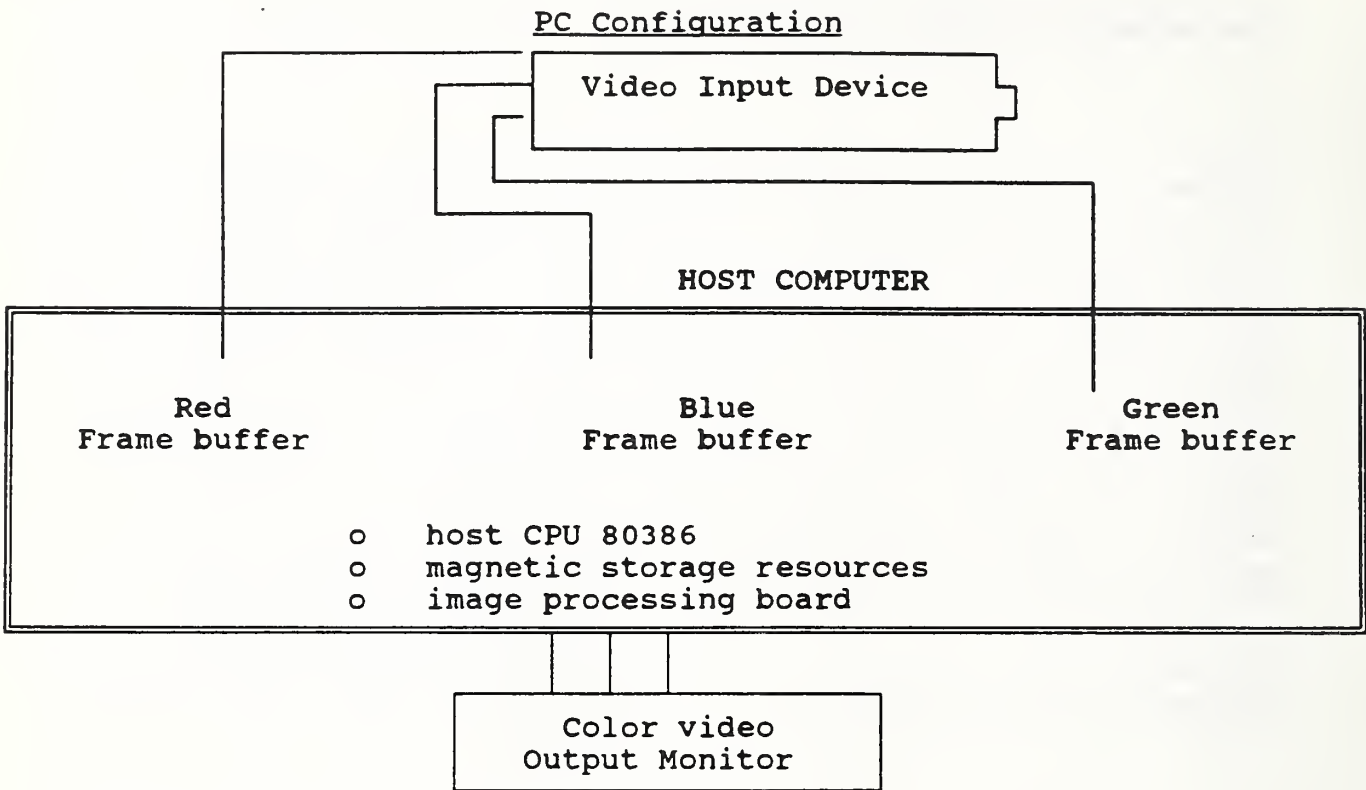 PC Configuration
Video Input Device
HOST COMPUTER
Red
Frame buffer
Blue
Frame buffer
Green
Frame buffer
o host CPU 80386
o magnetic storage resources
o image processing board
Color video
Output Monitor